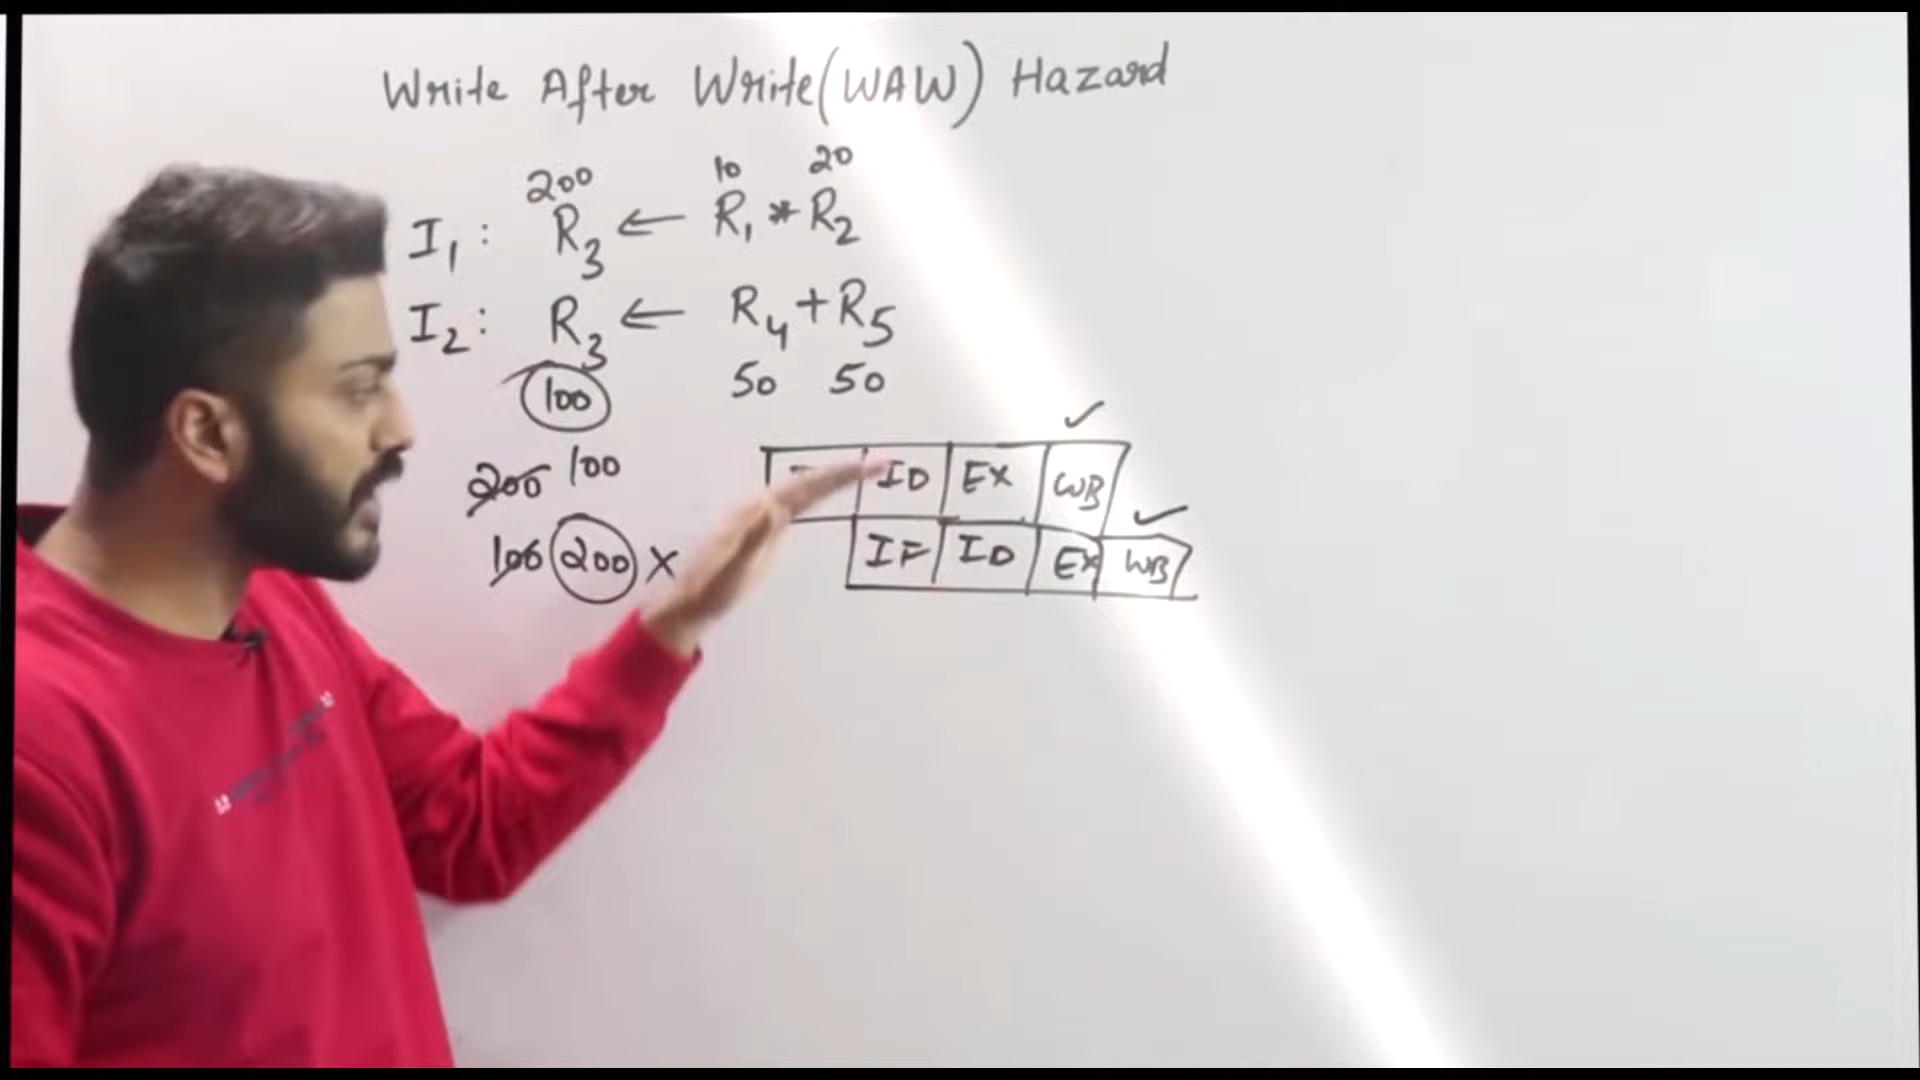 Write After Write (WAW) Hazard
200 10 20
I1 : R3 ← R1 * R2
I2 : R3 ← R4 + R5
100 50 50
200 100
100 200 X
ID EX WB
IF ID EX WB